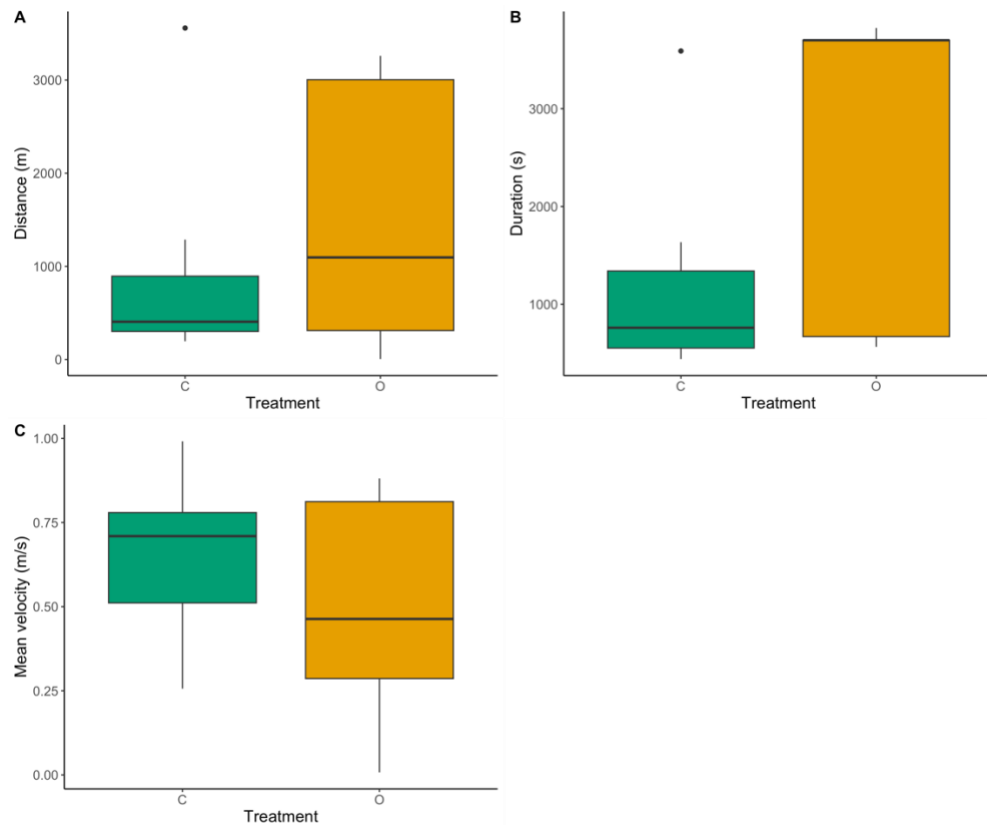 A
Distance (m)
3000
2000
1000
0
C
O
Treatment
B
Duration (s)
3000
2000
1000
C
O
Treatment
C
Mean velocity (m/s)
1.00
0.75
0.50
0.25
0.00
C
O
Treatment